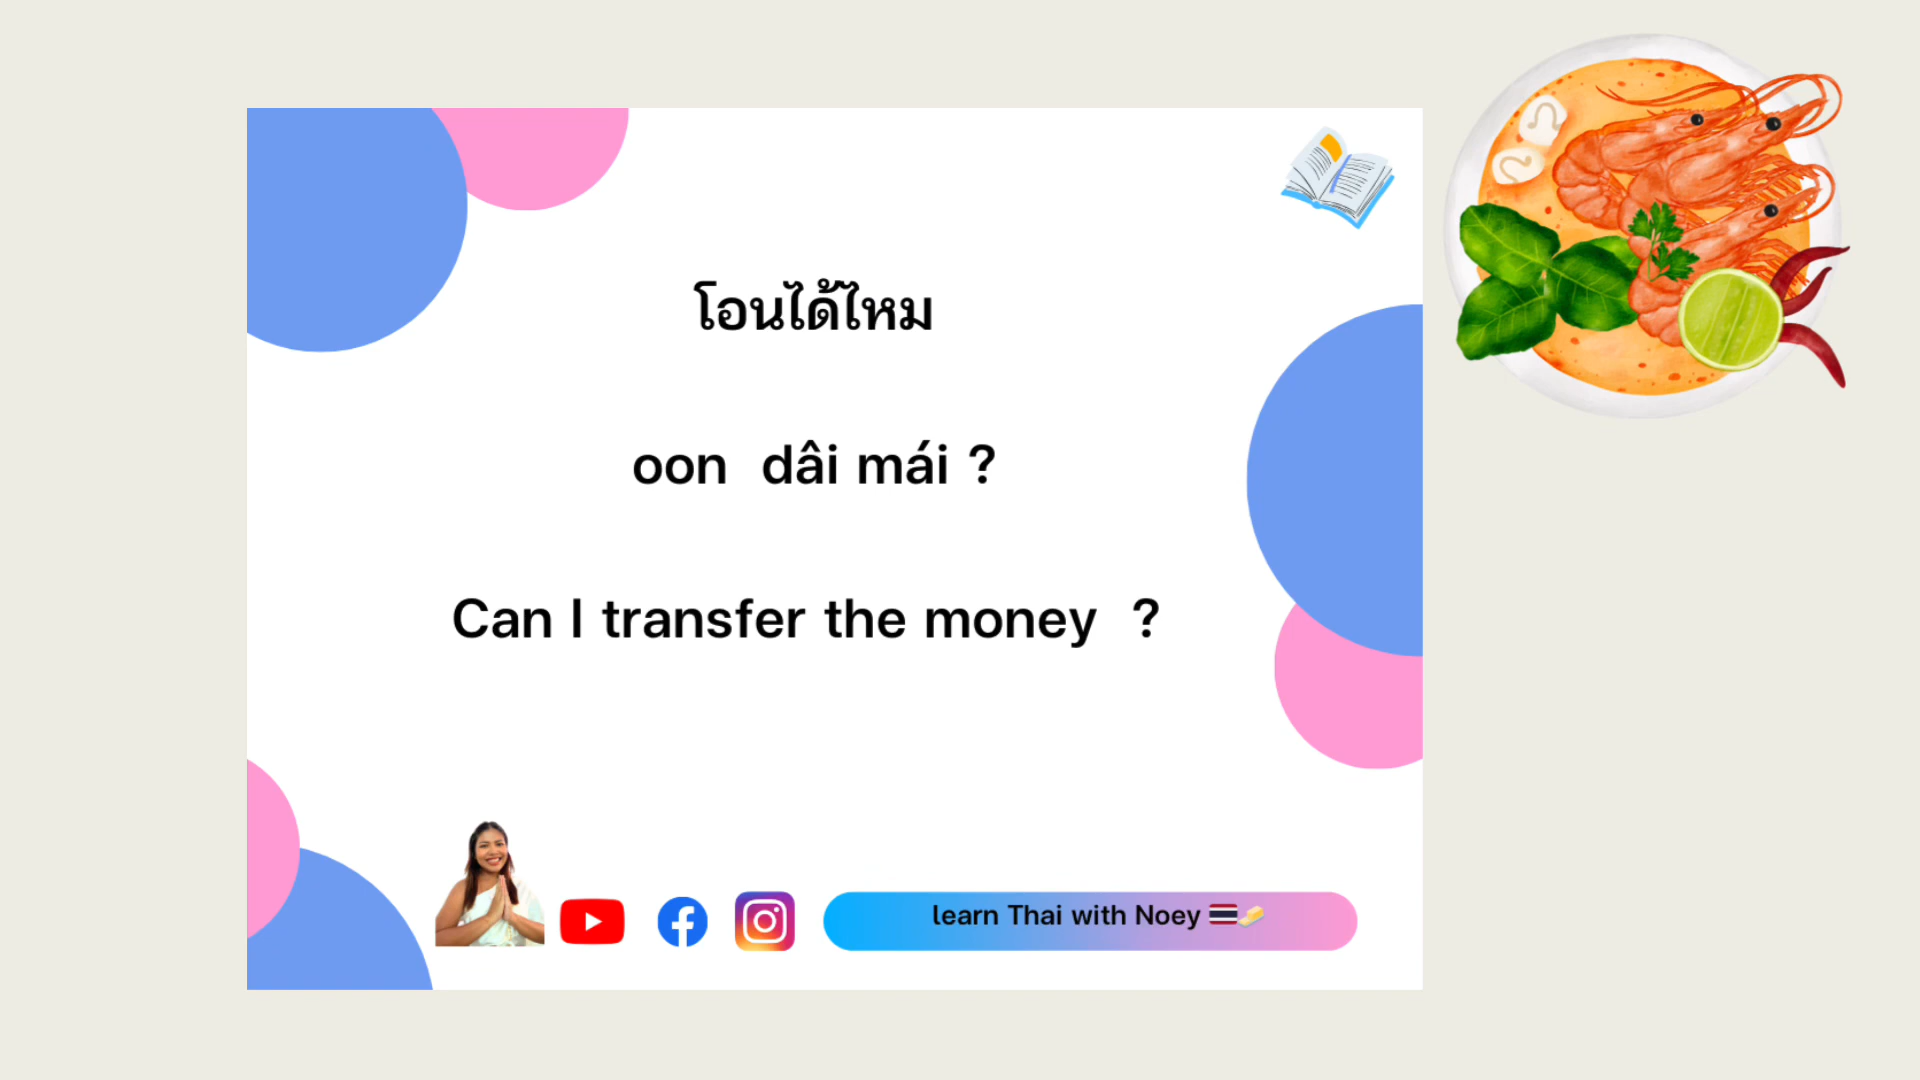 โอนได้ไหม
oon dâi mái ?
Can I transfer the money ?
learn Thai with Noey